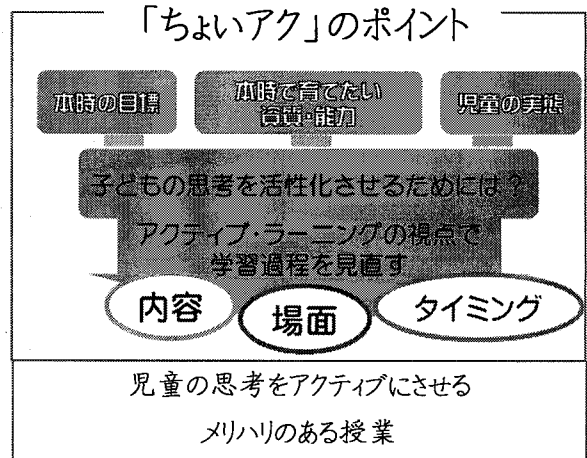 「ちょいアク」のポイント
本時の目標
本時で育てたい
資質・能力
児童の実態
子どもの思考を活性化させるためには？
アクティブ・ラーニングの視点で
学習過程を見直す
内容
場面
タイミング
児童の思考をアクティブにさせる
メリハリのある授業